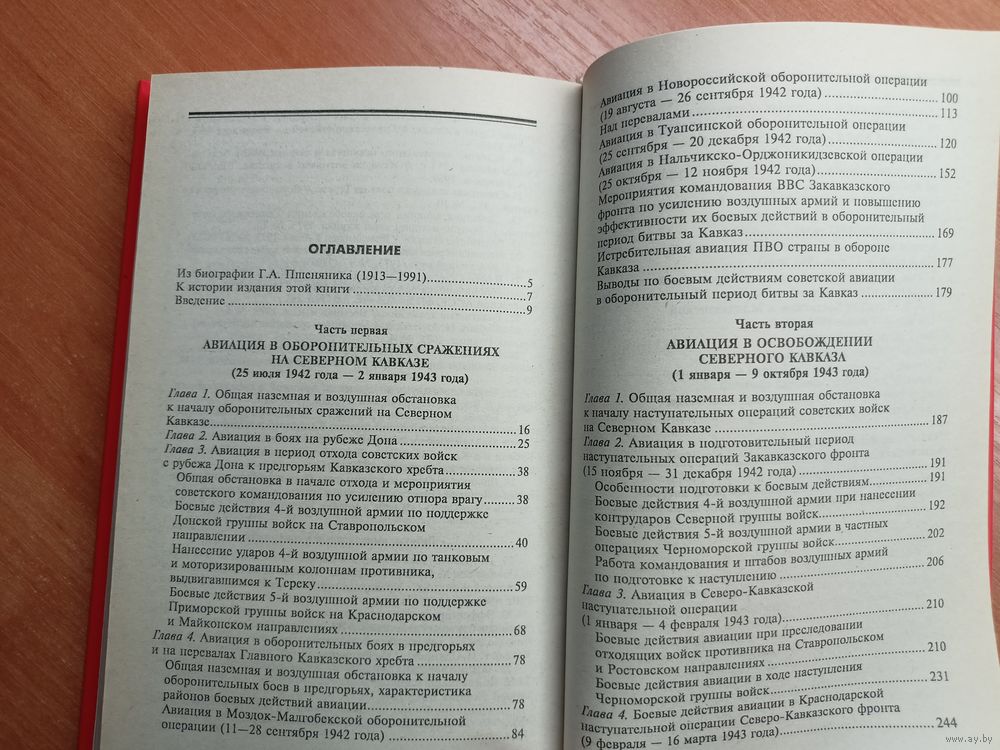 ОГЛАВЛЕНИЕ
Из биографии Г.А. Пшеняника (1913—1991)....5
К истории издания этой книги....7
Введение....9
Часть первая
АВИАЦИЯ В ОБОРОНИТЕЛЬНЫХ СРАЖЕНИЯХ
НА СЕВЕРНОМ КАВКАЗЕ
(25 июля 1942 года — 2 января 1943 года)
Глава 1. Общая наземная и воздушная обстановка
к началу оборонительных сражений на Северном
Кавказе....16
Глава 2. Авиация в боях на рубеже Дона....25
Глава 3. Авиация в период отхода советских войск
с рубежа Дона к предгорьям Кавказского хребта....38
Общая обстановка в начале отхода и мероприятия
советского командования по усилению отпора врагу....38
Боевые действия 4-й воздушной армии по поддержке
Донской группы войск на Ставропольском
направлении....40
Нанесение ударов 4-й воздушной армии по танковым
и моторизированным колоннам противника,
выдвигавшимся к Тереку....59
Боевые действия 5-й воздушной армии по поддержке
Приморской группы войск на Краснодарском
и Майкопском направлениях....68
Глава 4. Авиация в оборонительных боях в предгорьях
и на перевалах Главного Кавказского хребта....78
Общая наземная и воздушная обстановка к началу
оборонительных боев в предгорьях, характеристика
районов боевых действий авиации....78
Авиация в Моздок-Малгобекской оборонительной
операции (11—28 сентября 1942 года)....84
Авиация в Новороссийской оборонительной операции
(19 августа — 26 сентября 1942 года)....100
Над перевалами....113
Авиация в Туапсинской оборонительной операции
(25 сентября — 20 декабря 1942 года)....120
Авиация в Нальчикско-Орджоникидзевской операции
(25 октября — 12 ноября 1942 года)....152
Мероприятия командования ВВС Закавказского
фронта по усилению воздушных армий и повышению
эффективности их боевых действий в оборонительный
период битвы за Кавказ....169
Истребительная авиация ПВО страны в обороне
Кавказа....177
Выводы по боевым действиям советской авиации
в оборонительный период битвы за Кавказ....179
Часть вторая
АВИАЦИЯ В ОСВОБОЖДЕНИИ
СЕВЕРНОГО КАВКАЗА
(1 января — 9 октября 1943 года)
Глава 1. Общая наземная и воздушная обстановка
к началу наступательных операций советских войск
на Северном Кавказе....187
Глава 2. Авиация в подготовительный период
наступательных операций Закавказского фронта
(15 ноября — 31 декабря 1942 года)....191
Особенности подготовки к боевым действиям....191
Боевые действия 4-й воздушной армии при нанесении
контрударов Северной группы войск....192
Боевые действия 5-й воздушной армии в частных
операциях Черноморской группы войск....202
Работа командования и штабов воздушных армий
по подготовке к наступлению....206
Глава 3. Авиация в Северо-Кавказской
наступательной операции
(1 января — 4 февраля 1943 года)....210
Боевые действия авиации при преследовании
отходящих войск противника на Ставропольском
и Ростовском направлениях....210
Боевые действия авиации в ходе наступления
Черноморской группы войск....231
Глава 4. Боевые действия авиации в Краснодарской
наступательной операции Северо-Кавказского фронта
(9 февраля — 16 марта 1943 года)....244
www.ay.by